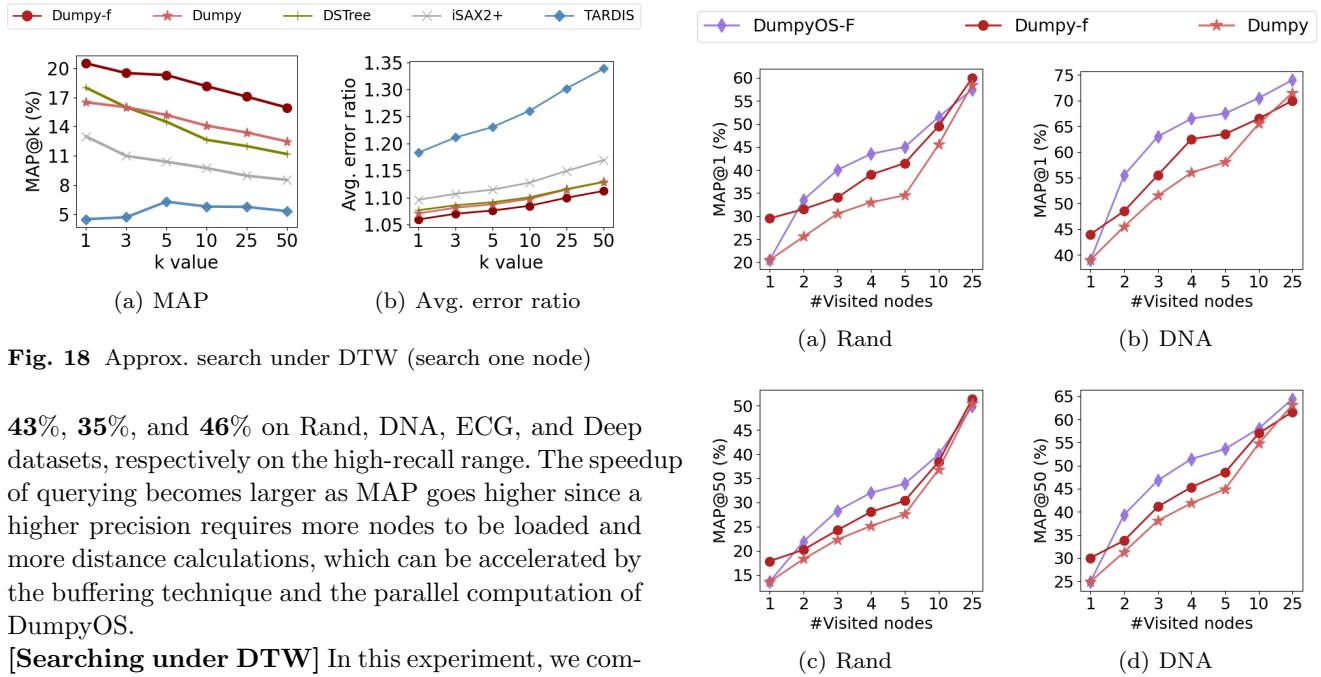 Dumpy-f Dumpy DSTree iSAX2+ TARDIS
MAP@k (%)
20
17
14
11
8
5
1 3 5 10 25 50
k value
(a) MAP
Avg. error ratio
1.35
1.30
1.25
1.20
1.15
1.10
1.05
1 3 5 10 25 50
k value
(b) Avg. error ratio
Fig. 18 Approx. search under DTW (search one node)
43%, 35%, and 46% on Rand, DNA, ECG, and Deep
datasets, respectively on the high-recall range. The speedup
of querying becomes larger as MAP goes higher since a
higher precision requires more nodes to be loaded and
more distance calculations, which can be accelerated by
the buffering technique and the parallel computation of
DumpyOS.
[Searching under DTW] In this experiment, we com-
DumpyOS-F Dumpy-f Dumpy
MAP@1 (%)
60
55
50
45
40
35
30
25
20
1 2 3 4 5 10 25
#Visited nodes
(a) Rand
MAP@1 (%)
75
70
65
60
55
50
45
40
1 2 3 4 5 10 25
#Visited nodes
(b) DNA
MAP@50 (%)
50
45
40
35
30
25
20
15
1 2 3 4 5 10 25
#Visited nodes
(c) Rand
MAP@50 (%)
65
60
55
50
45
40
35
30
25
1 2 3 4 5 10 25
#Visited nodes
(d) DNA